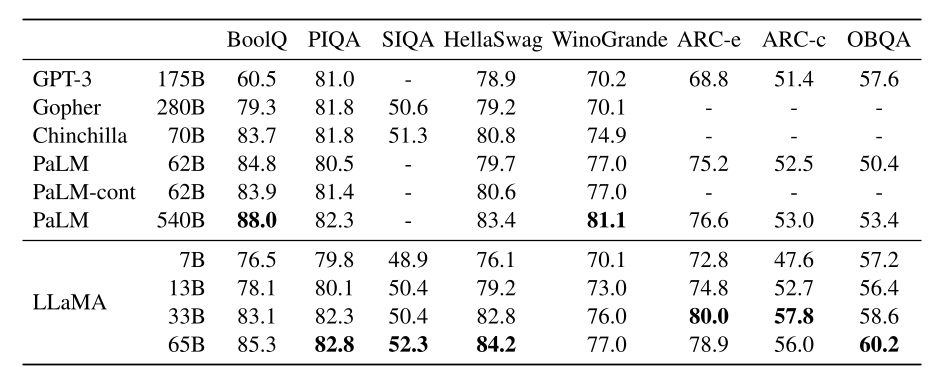 BoolQ PIQA SIQA HellaSwag WinoGrande ARC-e ARC-c OBQA
GPT-3 175B 60.5 81.0 - 78.9 70.2 68.8 51.4 57.6
Gopher 280B 79.3 81.8 50.6 79.2 70.1 - - -
Chinchilla 70B 83.7 81.8 51.3 80.8 74.9 - - -
PaLM 62B 84.8 80.5 - 79.7 77.0 75.2 52.5 50.4
PaLM-cont 62B 83.9 81.4 - 80.6 77.0 - - -
PaLM 540B 88.0 82.3 - 83.4 81.1 76.6 53.0 53.4
LLaMA
7B 76.5 79.8 48.9 76.1 70.1 72.8 47.6 57.2
13B 78.1 80.1 50.4 79.2 73.0 74.8 52.7 56.4
33B 83.1 82.3 50.4 82.8 76.0 80.0 57.8 58.6
65B 85.3 82.8 52.3 84.2 77.0 78.9 56.0 60.2